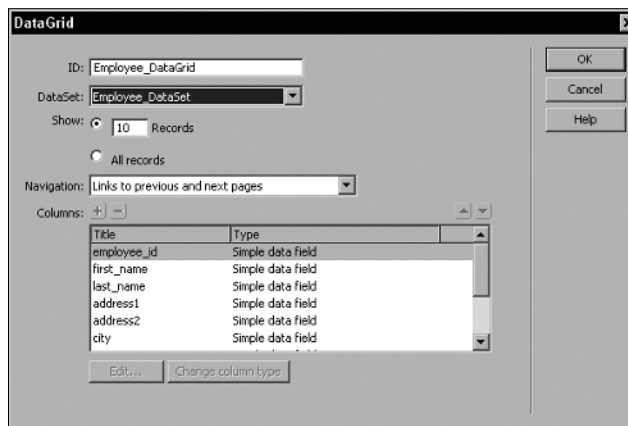 DataGrid
ID: Employee_DataGrid
OK
DataSet: Employee_DataSet
Cancel
Show: 10 Records
Help
All records
Navigation: Links to previous and next pages
Columns: + −
Title Type
employee_id Simple data field
first_name Simple data field
last_name Simple data field
address1 Simple data field
address2 Simple data field
city Simple data field
Edit... Change column type